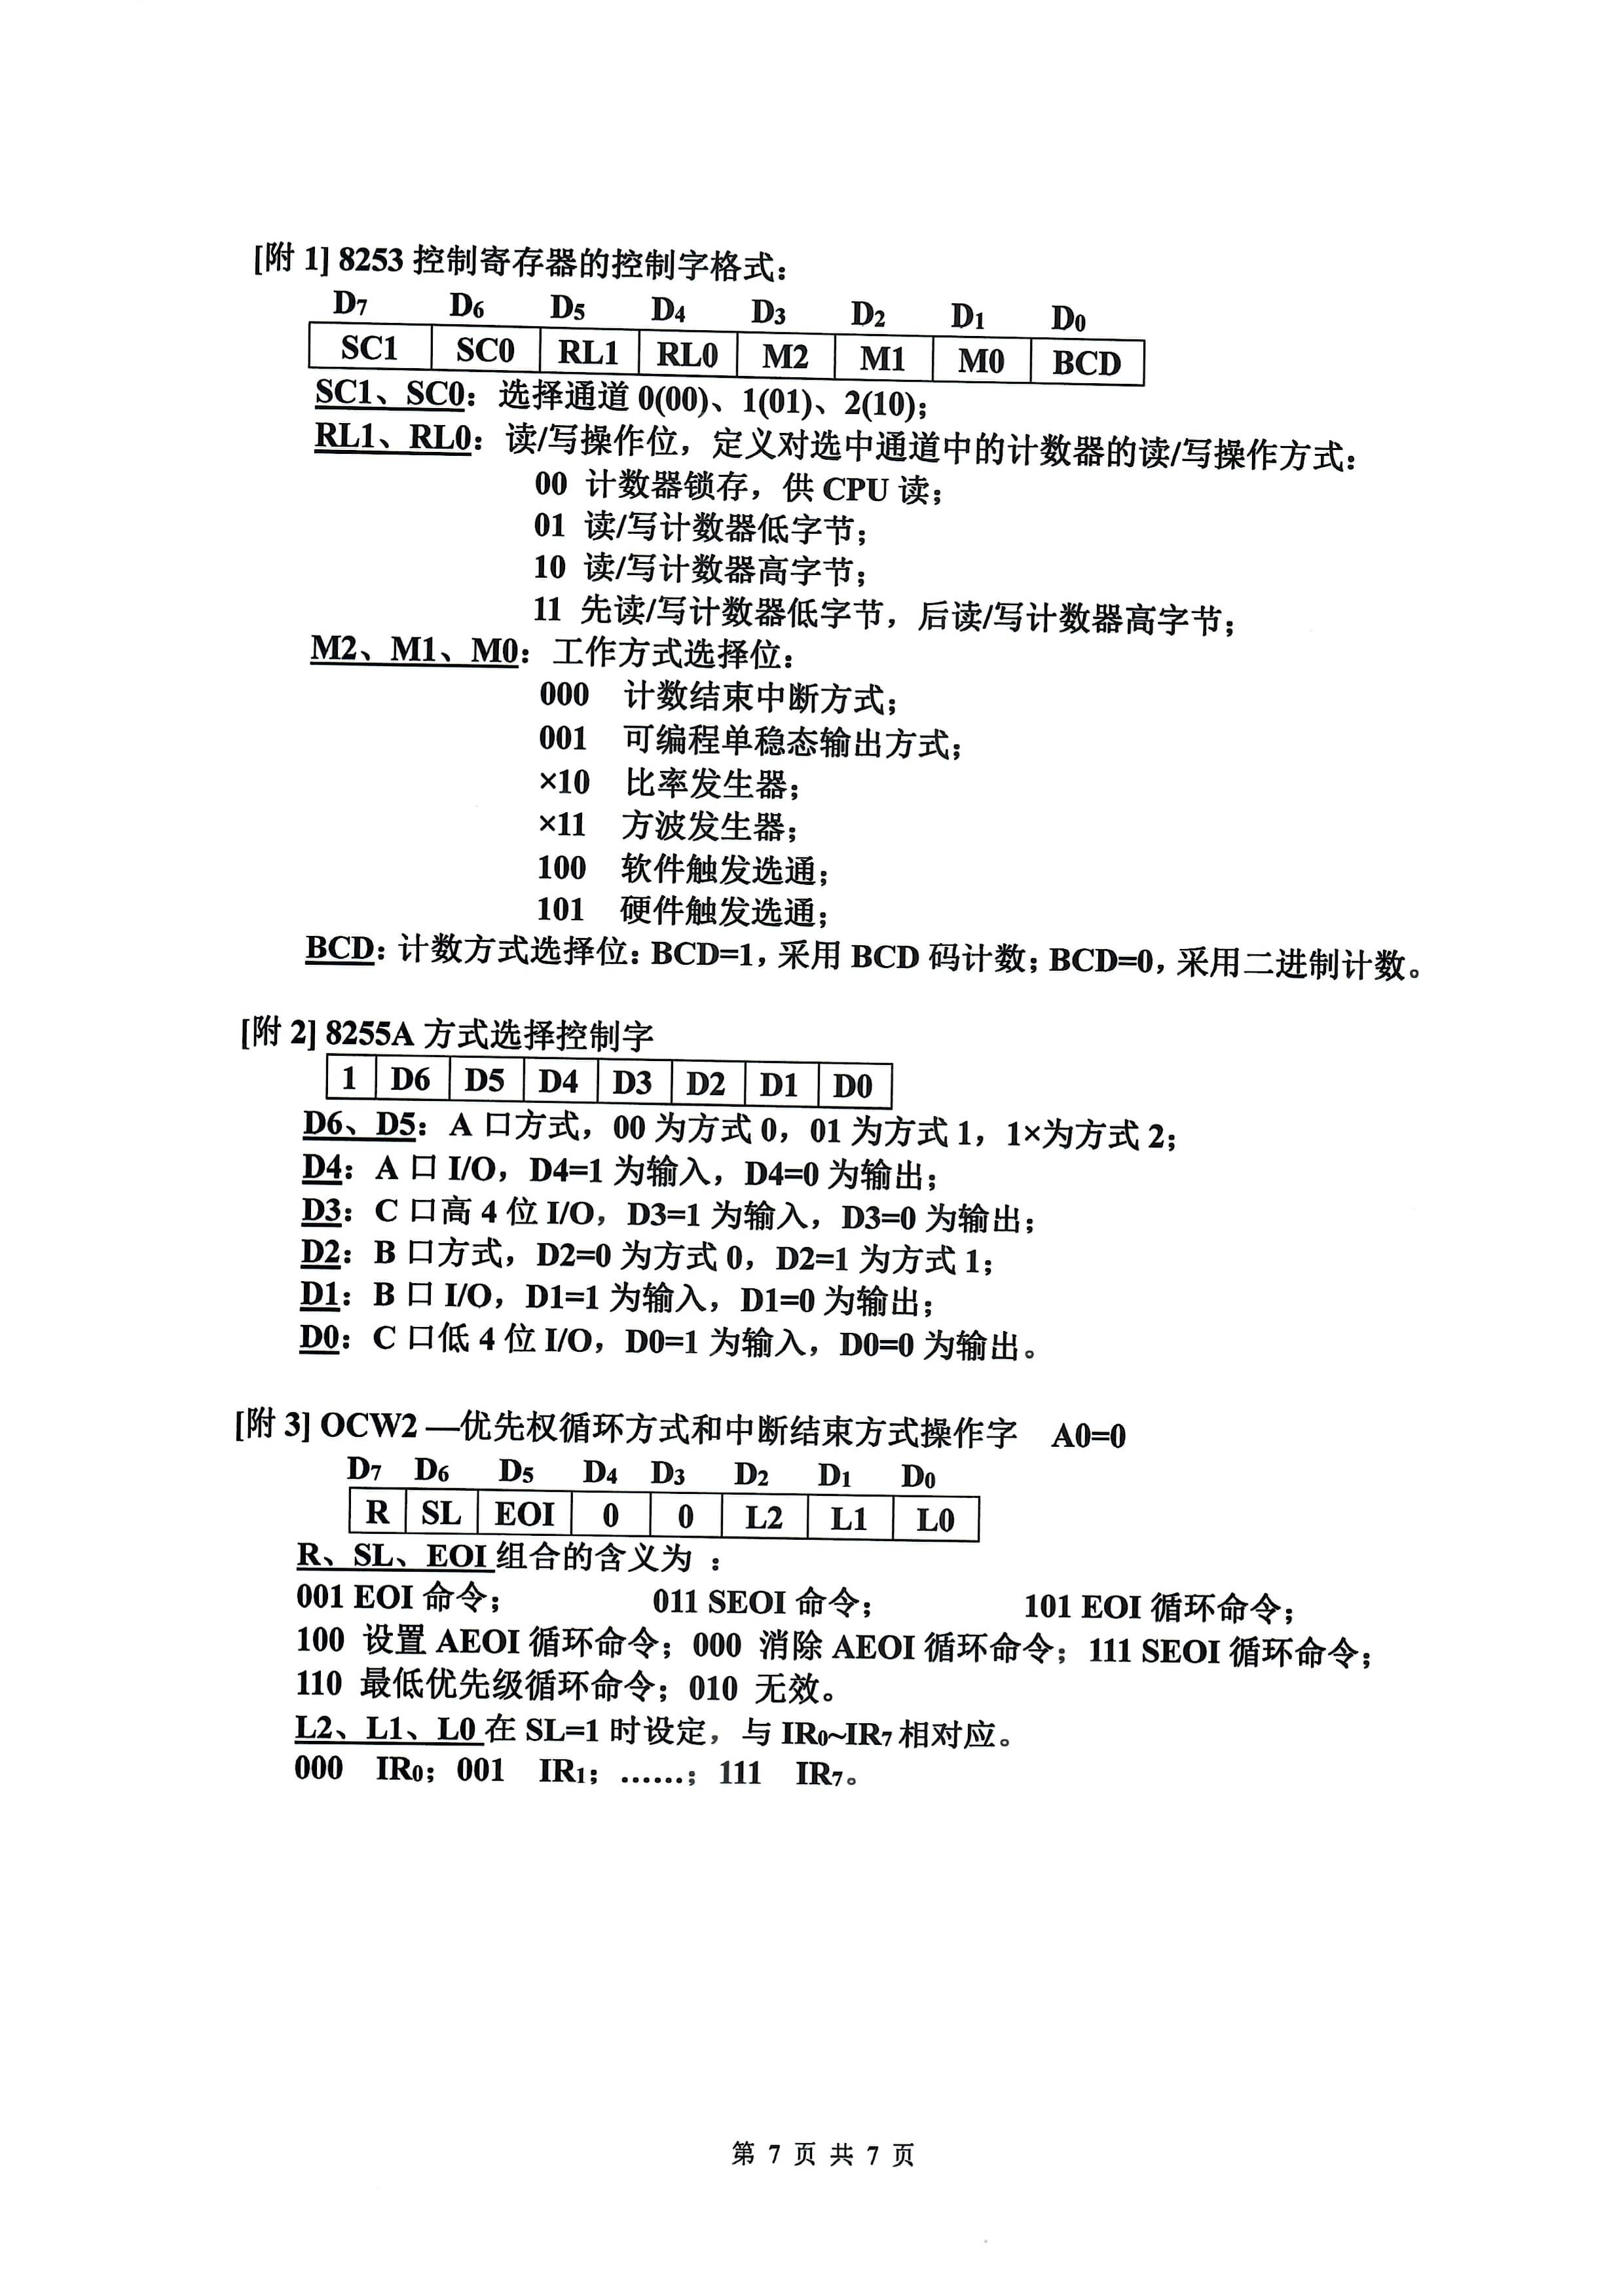 [附 1] 8253 控制寄存器的控制字格式：
D7 D6 D5 D4 D3 D2 D1 D0
SC1 SC0 RL1 RL0 M2 M1 M0 BCD
SC1、SC0：选择通道 0(00)、1(01)、2(10)；
RL1、RL0：读/写操作位，定义对选中通道中的计数器的读/写操作方式：
00 计数器锁存，供 CPU 读；
01 读/写计数器低字节；
10 读/写计数器高字节；
11 先读/写计数器低字节，后读/写计数器高字节；
M2、M1、M0：工作方式选择位：
000 计数结束中断方式；
001 可编程单稳态输出方式；
×10 比率发生器；
×11 方波发生器；
100 软件触发选通；
101 硬件触发选通；
BCD：计数方式选择位：BCD=1，采用 BCD 码计数；BCD=0，采用二进制计数。
[附 2] 8255A 方式选择控制字
1 D6 D5 D4 D3 D2 D1 D0
D6、D5：A 口方式，00 为方式 0，01 为方式 1，1×为方式 2；
D4：A 口 I/O，D4=1 为输入，D4=0 为输出；
D3：C 口高 4 位 I/O，D3=1 为输入，D3=0 为输出；
D2：B 口方式，D2=0 为方式 0，D2=1 为方式 1；
D1：B 口 I/O，D1=1 为输入，D1=0 为输出；
D0：C 口低 4 位 I/O，D0=1 为输入，D0=0 为输出。
[附 3] OCW2 —优先权循环方式和中断结束方式操作字 A0=0
D7 D6 D5 D4 D3 D2 D1 D0
R SL EOI 0 0 L2 L1 L0
R、SL、EOI 组合的含义为 ：
001 EOI 命令； 011 SEOI 命令； 101 EOI 循环命令；
100 设置 AEOI 循环命令；000 消除 AEOI 循环命令；111 SEOI 循环命令；
110 最低优先级循环命令；010 无效。
L2、L1、L0 在 SL=1 时设定，与 IR0~IR7 相对应。
000 IR0；001 IR1；……；111 IR7。
第 7 页 共 7 页